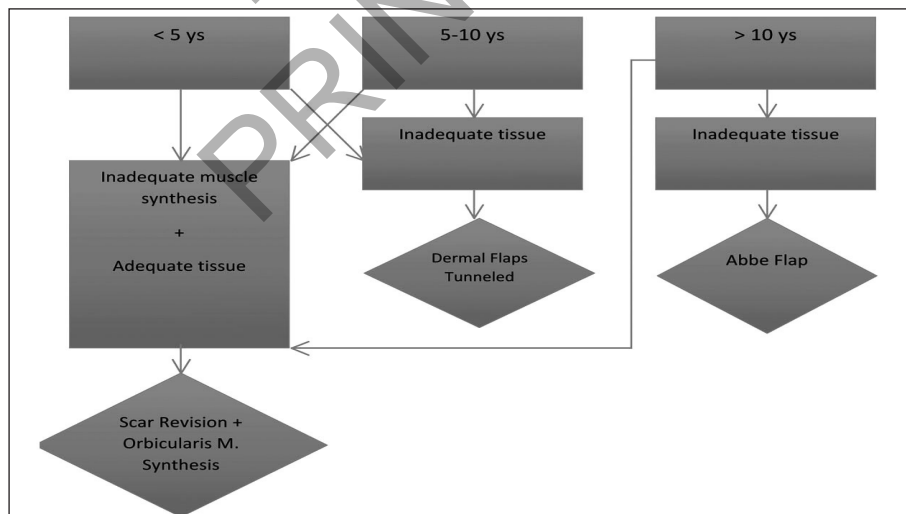 < 5 ys
5-10 ys
> 10 ys
Inadequate tissue
Inadequate tissue
Inadequate muscle
synthesis
+
Adequate tissue
Dermal Flaps
Tunneled
Abbe Flap
Scar Revision +
Orbicularis M.
Synthesis
PRIN